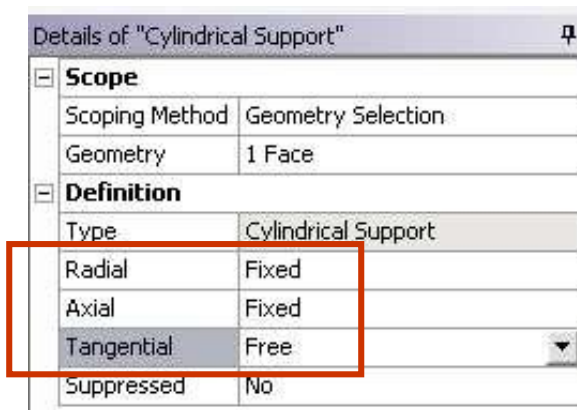 Details of "Cylindrical Support"
Scope
Scoping Method Geometry Selection
Geometry 1 Face
Definition
Type Cylindrical Support
Radial Fixed
Axial Fixed
Tangential Free
Suppressed No